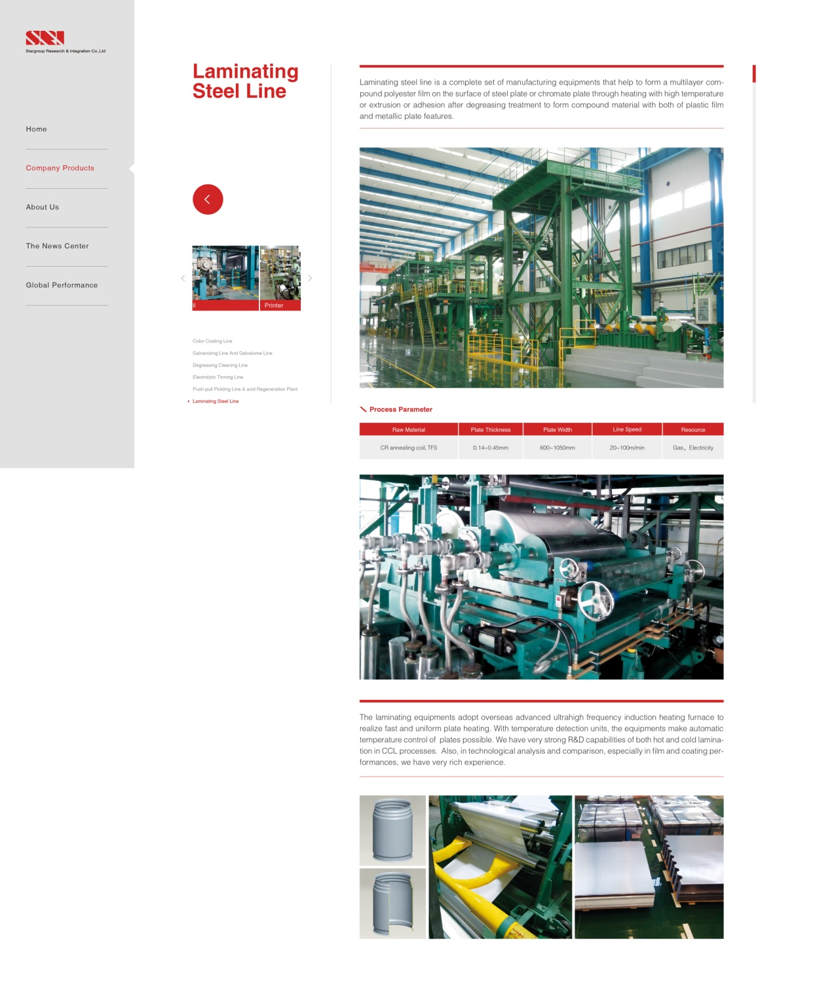 SRI
Stargroup Research & Integration Co.,Ltd
Home
Company Products
About Us
The News Center
Global Performance
Laminating
Steel Line
ll
Printer
Color Coating Line
Galvanizing Line And Galvalume Line
Degreasing Cleaning Line
Electrolytic Tinning Line
Push-pull Pickling Line & acid Regeneration Plant
Laminating Steel Line
Laminating steel line is a complete set of manufacturing equipments that help to form a multilayer com-
pound polyester film on the surface of steel plate or chromate plate through heating with high temperature
or extrusion or adhesion after degreasing treatment to form compound material with both of plastic film
and metallic plate features.
Process Parameter
Raw Material Plate Thickness Plate Width Line Speed Resource
CR annealing coil, TFS 0.14~0.45mm 600~1050mm 20~100m/min Gas，Electricity
The laminating equipments adopt overseas advanced ultrahigh frequency induction heating furnace to
realize fast and uniform plate heating. With temperature detection units, the equipments make automatic
temperature control of plates possible. We have very strong R&D capabilities of both hot and cold lamina-
tion in CCL processes. Also, in technological analysis and comparison, especially in film and coating per-
formances, we have very rich experience.